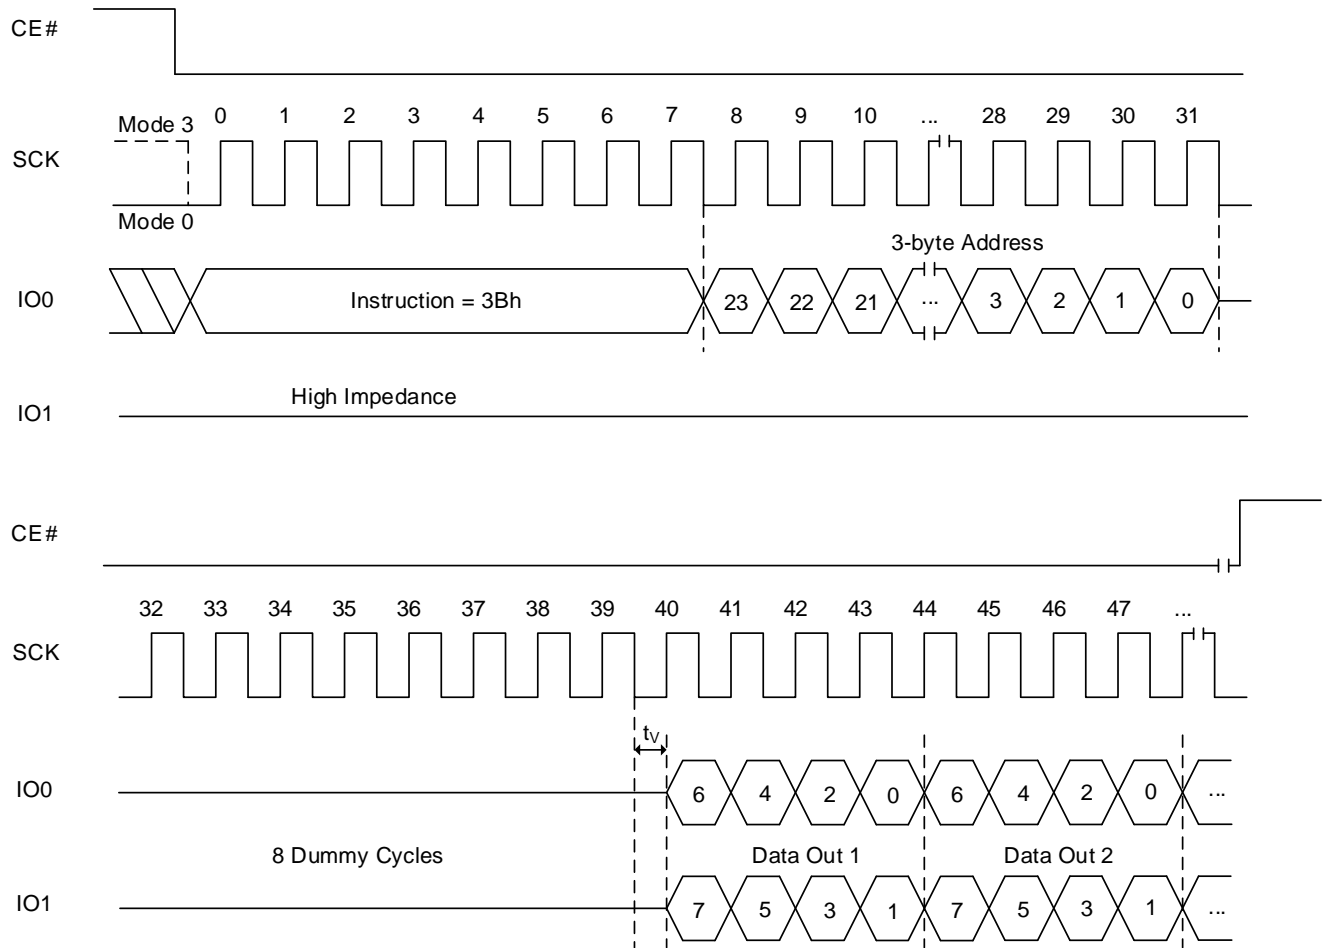 CE#
Mode 3 0 1 2 3 4 5 6 7 8 9 10 ... 28 29 30 31
SCK
Mode 0
3-byte Address
IO0 Instruction = 3Bh 23 22 21 ... 3 2 1 0
High Impedance
IO1
CE#
32 33 34 35 36 37 38 39 40 41 42 43 44 45 46 47 ...
SCK
tV
IO0 6 4 2 0 6 4 2 0 ...
8 Dummy Cycles Data Out 1 Data Out 2
IO1 7 5 3 1 7 5 3 1 ...